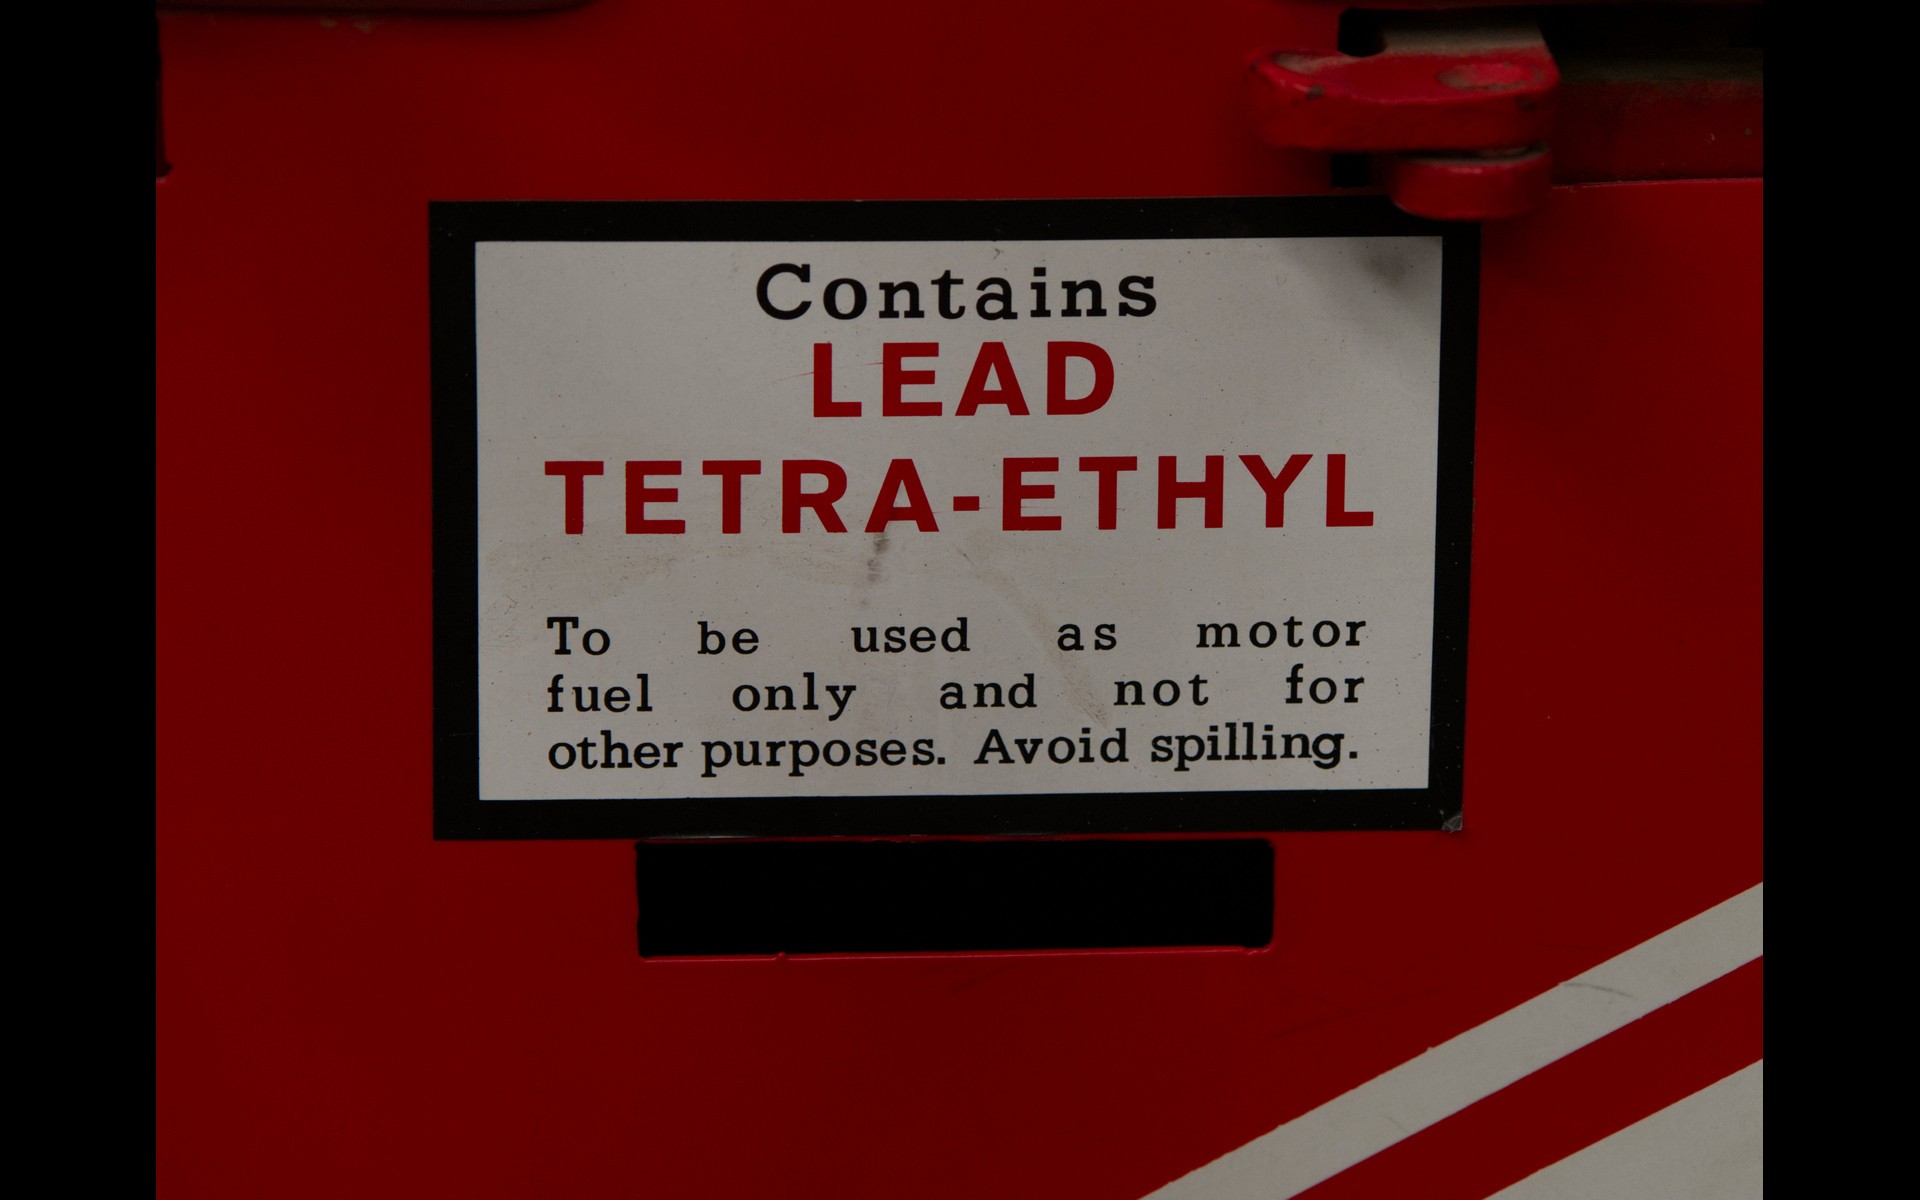 Contains
LEAD
TETRA-ETHYL
To be used as motor
fuel only and not for
other purposes. Avoid spilling.